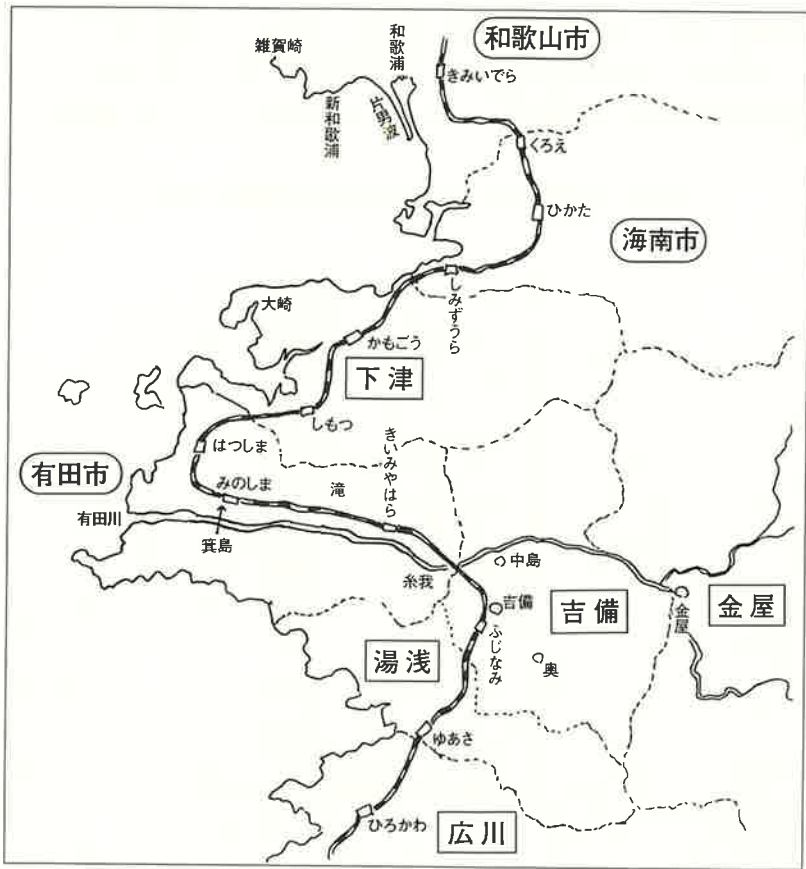 雑賀崎
和歌浦
和歌山市
きみいでら
新和歌浦
片男波
くろえ
ひかた
海南市
しみずうら
大崎
かもごう
下津
しもつ
はつしま
きいみやはら
有田市
みのしま
滝
有田川
箕島
中島
糸我
吉備
吉備
金屋
金屋
湯浅
ふじなみ
奥
ゆあさ
ひろかわ
広川